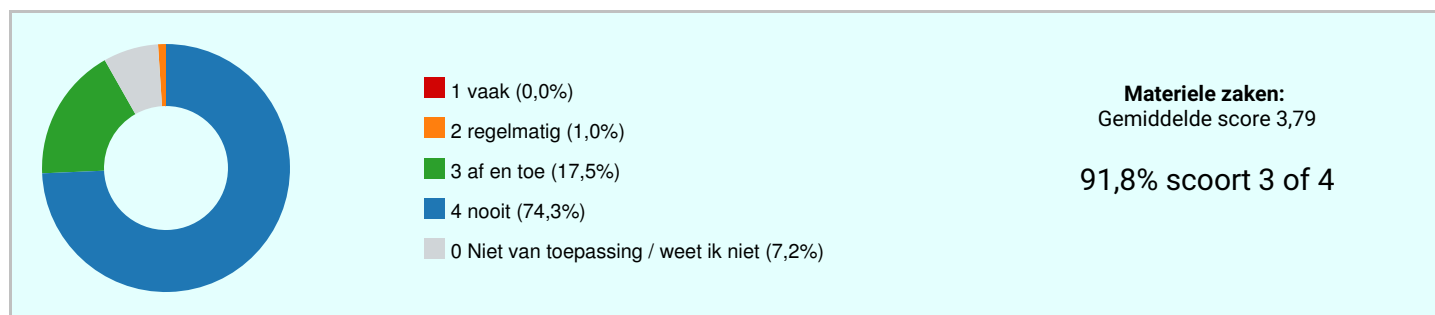 1 vaak (0,0%)
2 regelmatig (1,0%)
3 af en toe (17,5%)
4 nooit (74,3%)
0 Niet van toepassing / weet ik niet (7,2%)
Materiele zaken:
Gemiddelde score 3,79
91,8% scoort 3 of 4